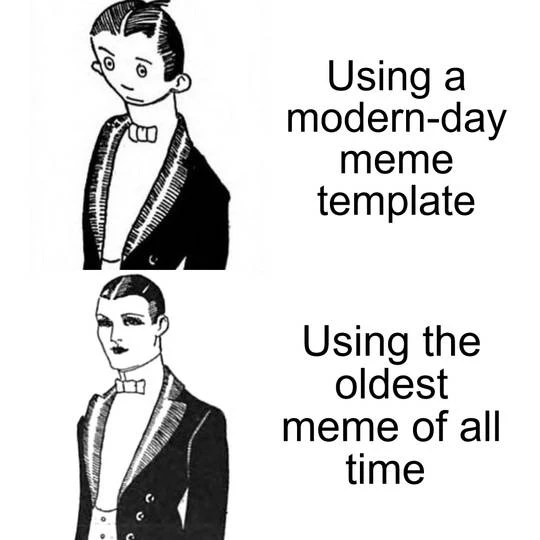 Using a
modern-day
meme
template
Using the
oldest
meme of all
time